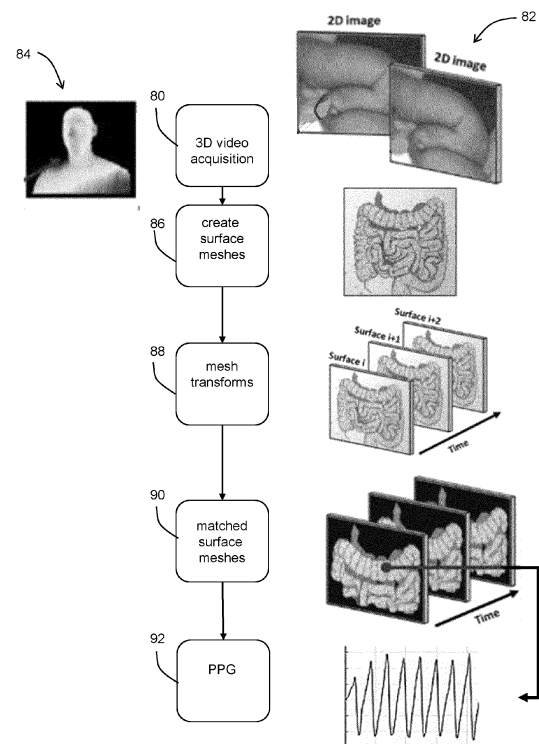 84
82
2D image
2D image
80
3D video
acquisition
86
create
surface
meshes
88
mesh
transforms
Surface i
Surface i+1
Surface i+2
Time
90
matched
surface
meshes
Time
92
PPG